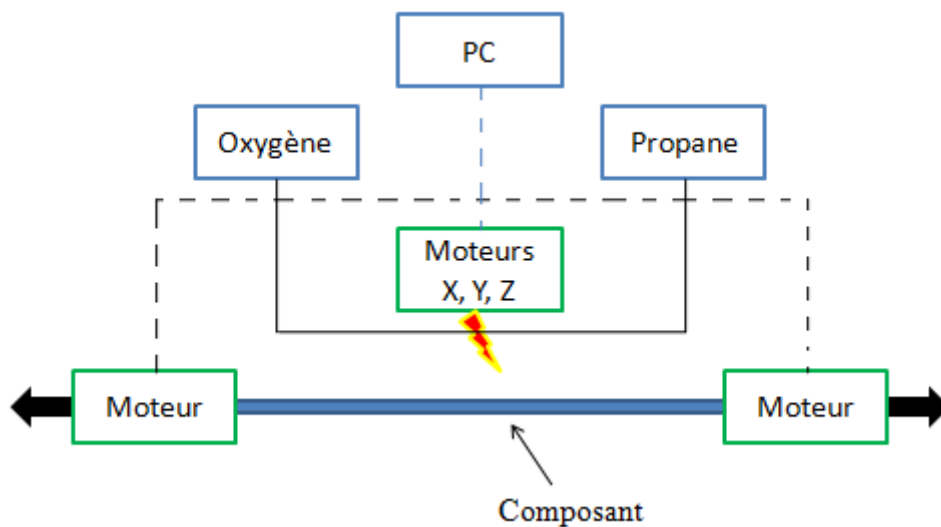 PC
Oxygène
Propane
Moteurs
X, Y, Z
Moteur
Moteur
Composant